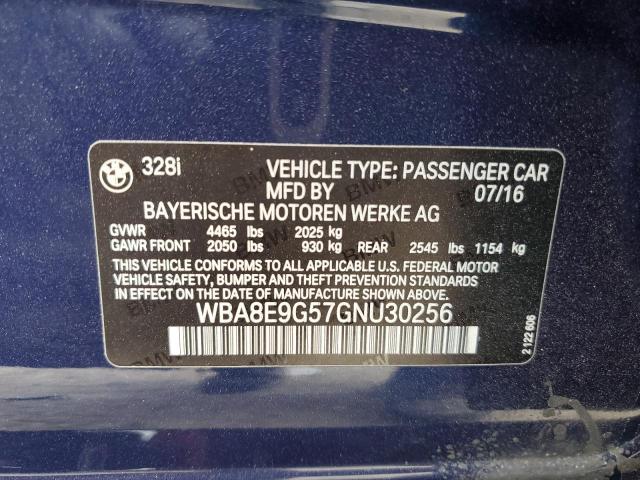 328i VEHICLE TYPE: PASSENGER CAR
MFD BY 07/16
BAYERISCHE MOTOREN WERKE AG
GVWR 4465 lbs 2025 kg
GAWR FRONT 2050 lbs 930 kg REAR 2545 lbs 1154 kg
THIS VEHICLE CONFORMS TO ALL APPLICABLE U.S. FEDERAL MOTOR
VEHICLE SAFETY, BUMPER AND THEFT PREVENTION STANDARDS
IN EFFECT ON THE DATE OF MANUFACTURE SHOWN ABOVE.
WBA8E9G57GNU30256
2 122 606